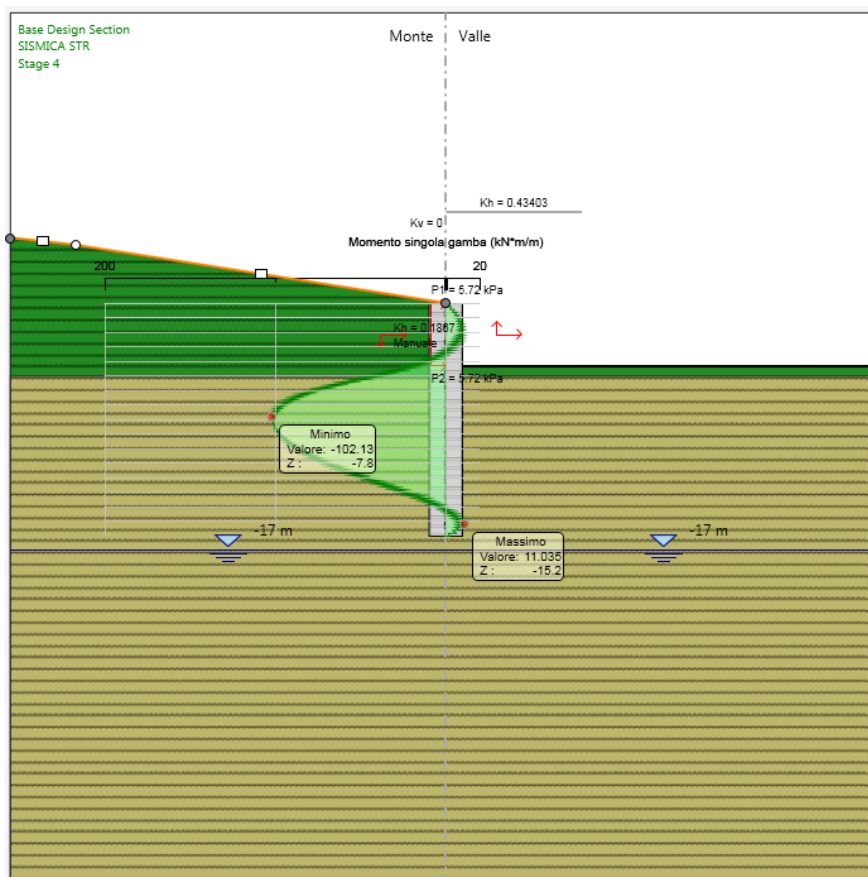 Base Design Section
SISMICA STR
Stage 4
Monte
Valle
Kh = 0.43403
Kv = 0
Momento singola gamba (kN*m/m)
200
20
P1 = 5.72 kPa
Kh = 0.1867
Manuale
P2 = 5.72 kPa
Minimo
Valore: -102.13
Z : -7.8
-17 m
-17 m
Massimo
Valore: 11.035
Z : -15.2